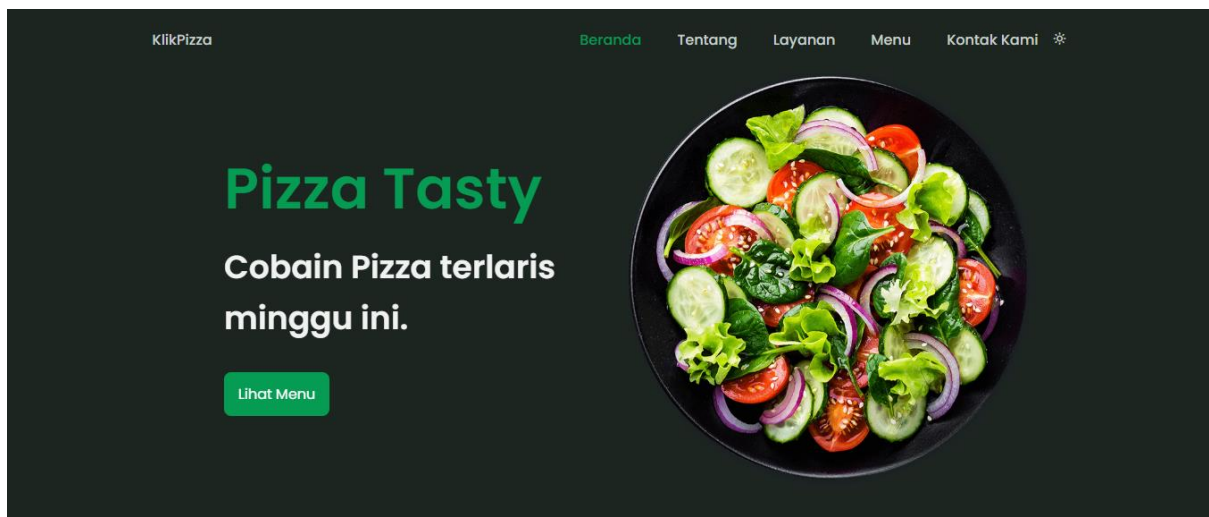 KlikPizza
Beranda Tentang Layanan Menu Kontak Kami
Pizza Tasty
Cobain Pizza terlaris
minggu ini.
Lihat Menu